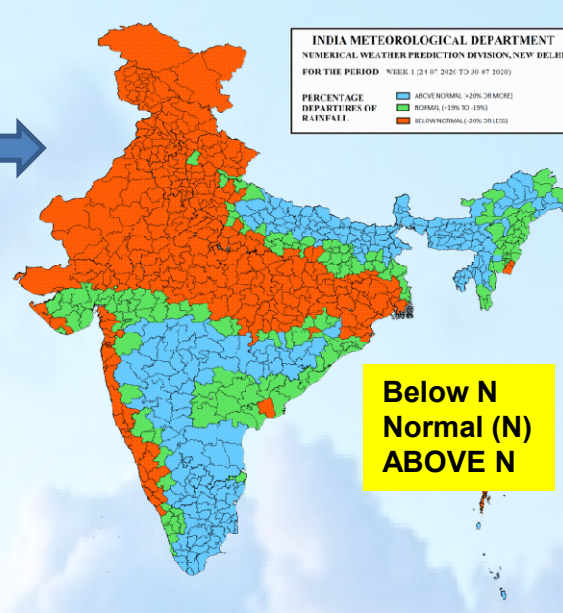 INDIA METEOROLOGICAL DEPARTMENT
NUMERICAL WEATHER PREDICTION DIVISION, NEW DELH
FOR THE PERIOD WEEK 1 (24 07 2020 TO 30 07 2020)
PERCENTAGE
DEPARTURES OF
RAINFALL
ABOVE NORMAL (+20% OR MORE)
NORMAL (+19% TO -19%)
BELOW NORMAL (-20% OR LESS)
Below N
Normal (N)
ABOVE N